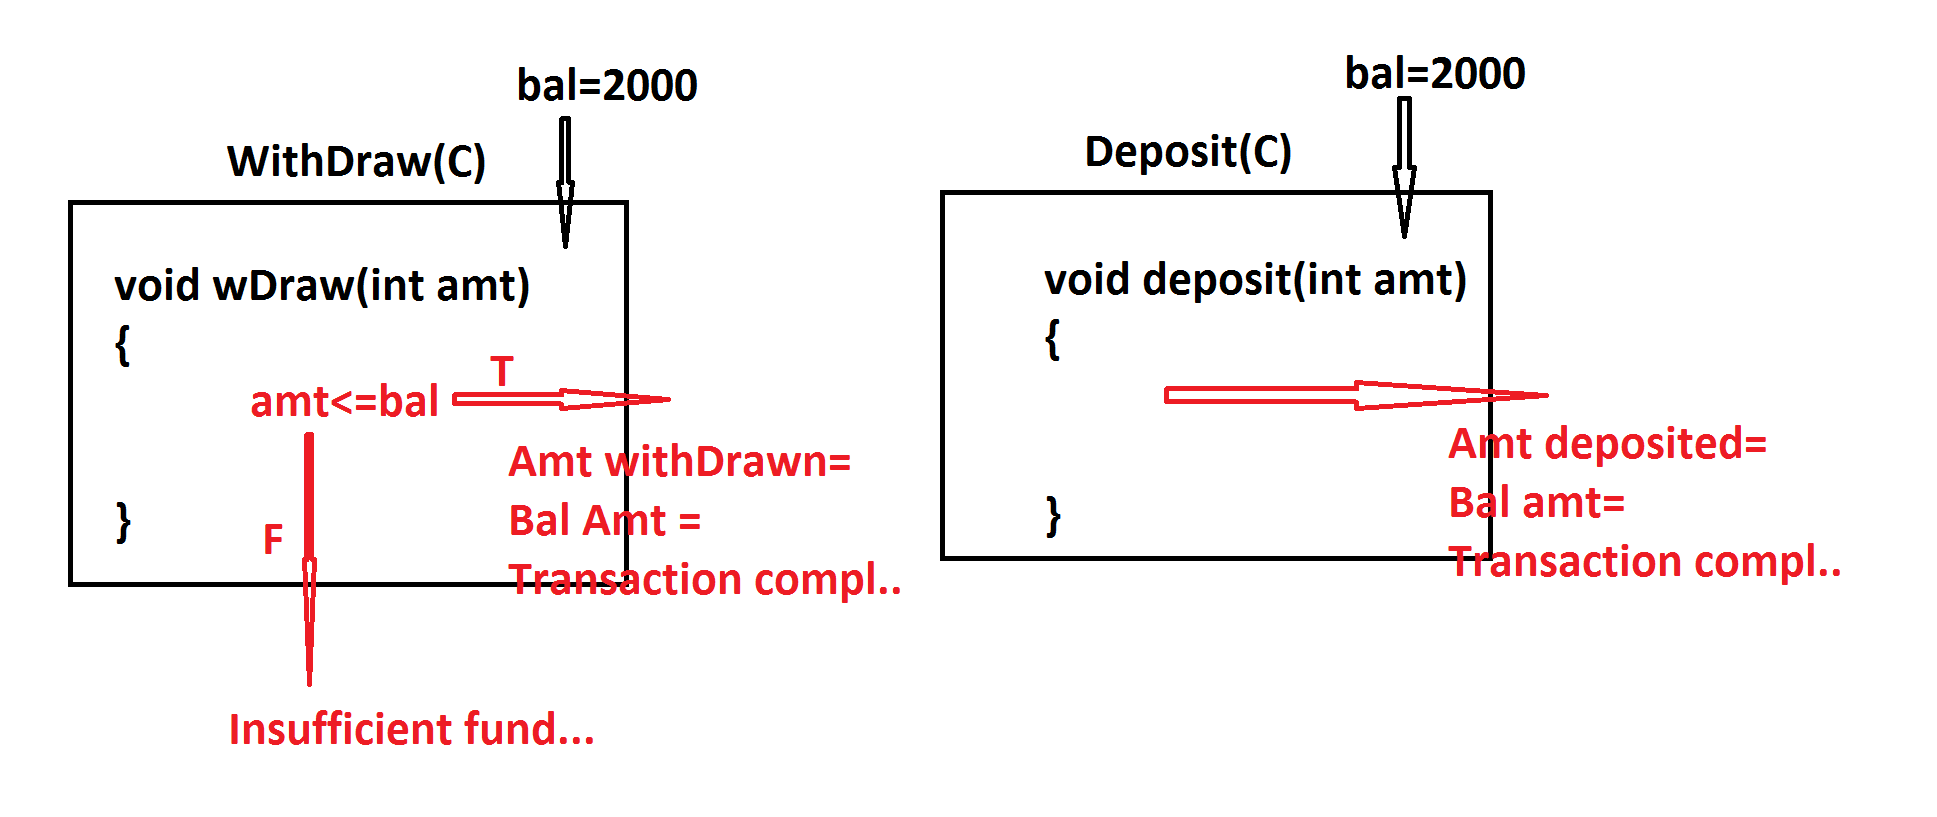 bal=2000
WithDraw(C)
void wDraw(int amt)
{
T
amt<=bal
Amt withDrawn=
Bal Amt =
}
F
Transaction compl..
Insufficient fund...
bal=2000
Deposit(C)
void deposit(int amt)
{
Amt deposited=
Bal amt=
}
Transaction compl..